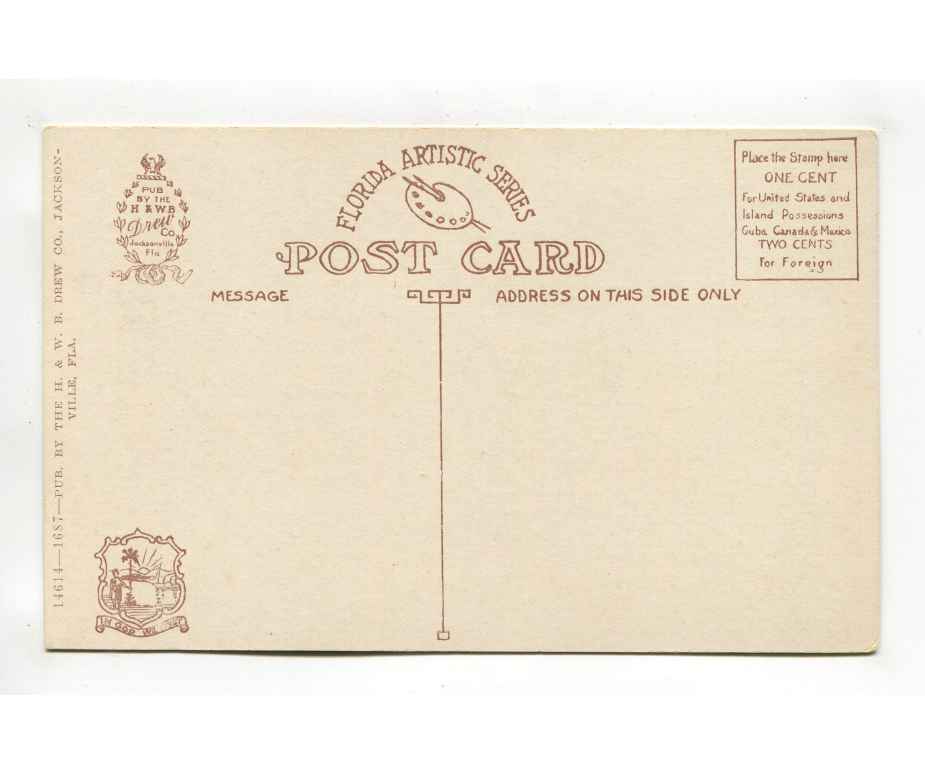 14614—1687—PUB. BY THE H. & W. B. DREW CO., JACKSON-
VILLE, FLA.
PUB
BY THE
H & W.B.
Drew
Co
Jacksonville
Fla
FLORIDA ARTISTIC SERIES
POST CARD
Place the Stamp here
ONE CENT
For United States and
Island Possessions
Cuba Canada & Mexico
TWO CENTS
For Foreign
MESSAGE
ADDRESS ON THIS SIDE ONLY
IN GOD WE